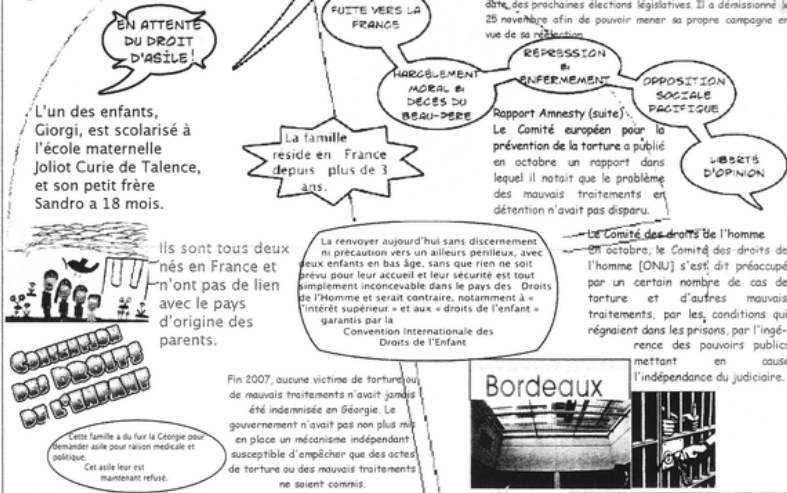 EN ATTENTE
DU DROIT
D'ASILE!
FUITE VERS LA
FRANCE
HARCELEMENT
MORAL &
DECES DU
BEAU-PERE
REPRESSION
&
ENFERMEMENT
OPPOSITION
SOCIALE
PACIFIQUE
LIBERTE
D'OPINION
date des prochaines élections législatives. Il a démissionné le
25 novembre afin de pouvoir mener sa propre campagne en
vue de sa réélection
L'un des enfants,
Giorgi, est scolarisé à
l'école maternelle
Joliot Curie de Talence,
et son petit frère
Sandro a 18 mois.
La famille
réside en France
depuis plus de 3
ans.
Rapport Amnesty (suite)
Le Comité européen pour la
prévention de la torture a publié
en octobre un rapport dans
lequel il notait que le problème
des mauvais traitements en
détention n'avait pas disparu.
Ils sont tous deux
nés en France et
n'ont pas de lien
avec le pays
d'origine des
parents.
La renvoyer aujourd'hui sans discernement
ni précaution vers un ailleurs périlleux, avec
deux enfants en bas âge, sans que rien ne soit
prévu pour leur accueil et leur sécurité est tout
simplement inconcevable dans le pays des Droits
de l'Homme et serait contraire, notamment à «
l'intérêt supérieur » et aux « droits de l'enfant »
garantis par la
Convention Internationale des
Droits de l'Enfant
Le Comité des droits de l'homme
En octobre, le Comité des droits de
l'homme [ONU] s'est dit préoccupé
par un certain nombre de cas de
torture et d'autres mauvais
traitements, par les conditions qui
régnaient dans les prisons, par l'ingé-
rence des pouvoirs publics
mettant en cause
l'indépendance du judiciaire.
CONVENTION
DES DROITS
DE L'ENFANT
Cette famille a du fuir la Géorgie pour
demander asile pour raison médicale et
politique.
Cet asile leur est
maintenant refusé.
Fin 2007, aucune victime de torture ou
de mauvais traitements n'avait jamais
été indemnisée en Géorgie. Le
gouvernement n'avait pas non plus mis
en place un mécanisme indépendant
susceptible d'empêcher que des actes
de torture ou des mauvais traitements
ne soient commis.
Bordeaux